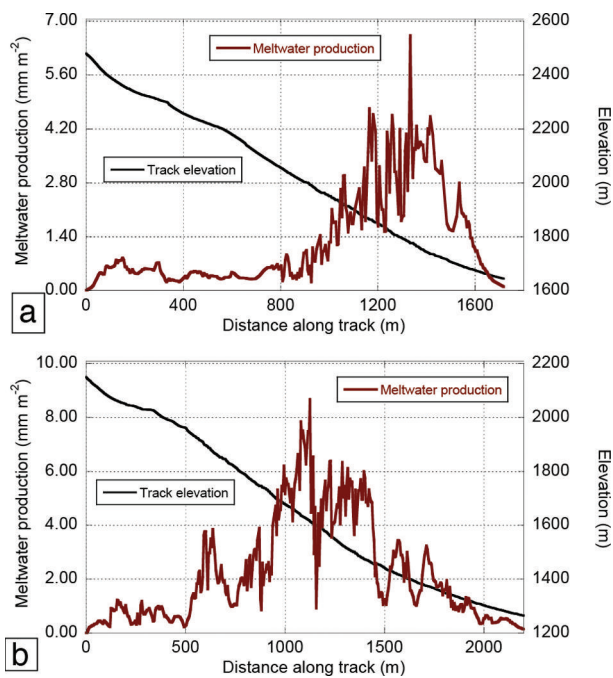 7.00
5.60
4.20
2.80
1.40
0.00
Meltwater production (mm m-2)
Meltwater production
Track elevation
2600
2400
2200
2000
1800
1600
Elevation
(m)
0 400 800 1200 1600
Distance along track (m)
a
10.00
8.00
6.00
4.00
2.00
0.00
Meltwater production (mm m-2)
Meltwater production
Track elevation
2200
2000
1800
1600
1400
1200
Elevation
(m)
0 500 1000 1500 2000
Distance along track (m)
b